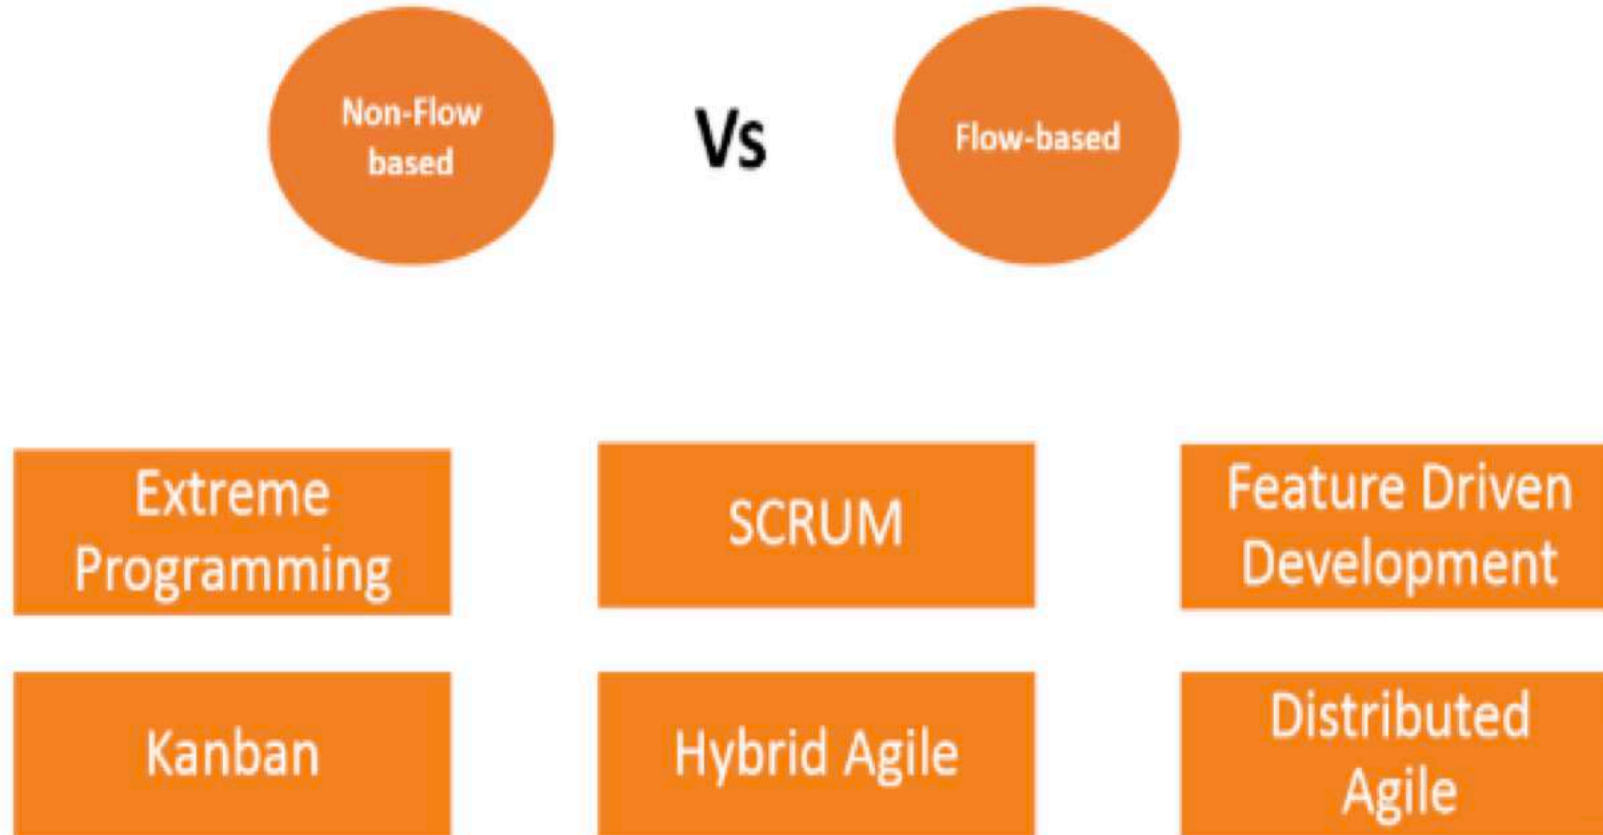 Non-Flow
based
Vs
Flow-based
Extreme
Programming
SCRUM
Feature Driven
Development
Kanban
Hybrid Agile
Distributed
Agile